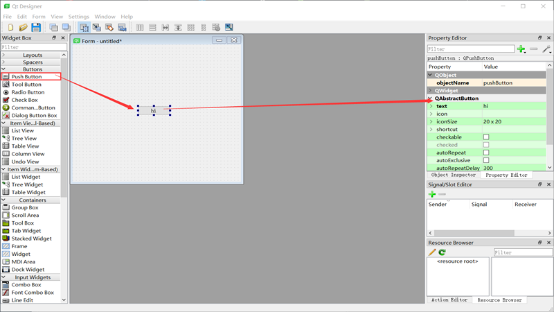 Qt Designer
File Edit Form View Settings Window Help
Widget Box
Filter
Layouts
Spacers
Buttons
Push Button
Tool Button
Radio Button
Check Box
Comman...Button
Dialog Button Box
Item Vie...l-Based)
List View
Tree View
Table View
Column View
Undo View
Item Wid...m-Based)
List Widget
Tree Widget
Table Widget
Containers
Group Box
Scroll Area
Tool Box
Tab Widget
Stacked Widget
Frame
Widget
MDI Area
Dock Widget
Input Widgets
Combo Box
Font Combo Box
Line Edit
Form - untitled*
hi
Property Editor
Filter
pushButton : QPushButton
Property Value
QObject
objectName pushButton
QWidget
QAbstractButton
text hi
icon
iconSize 20 x 20
shortcut
checkable
checked
autoRepeat
autoExclusive
autoRepeatDelay 300
Object Inspector Property Editor
Signal/Slot Editor
Sender Signal Receiver
Resource Browser
Filter
<resource root>
Action Editor Resource Browser